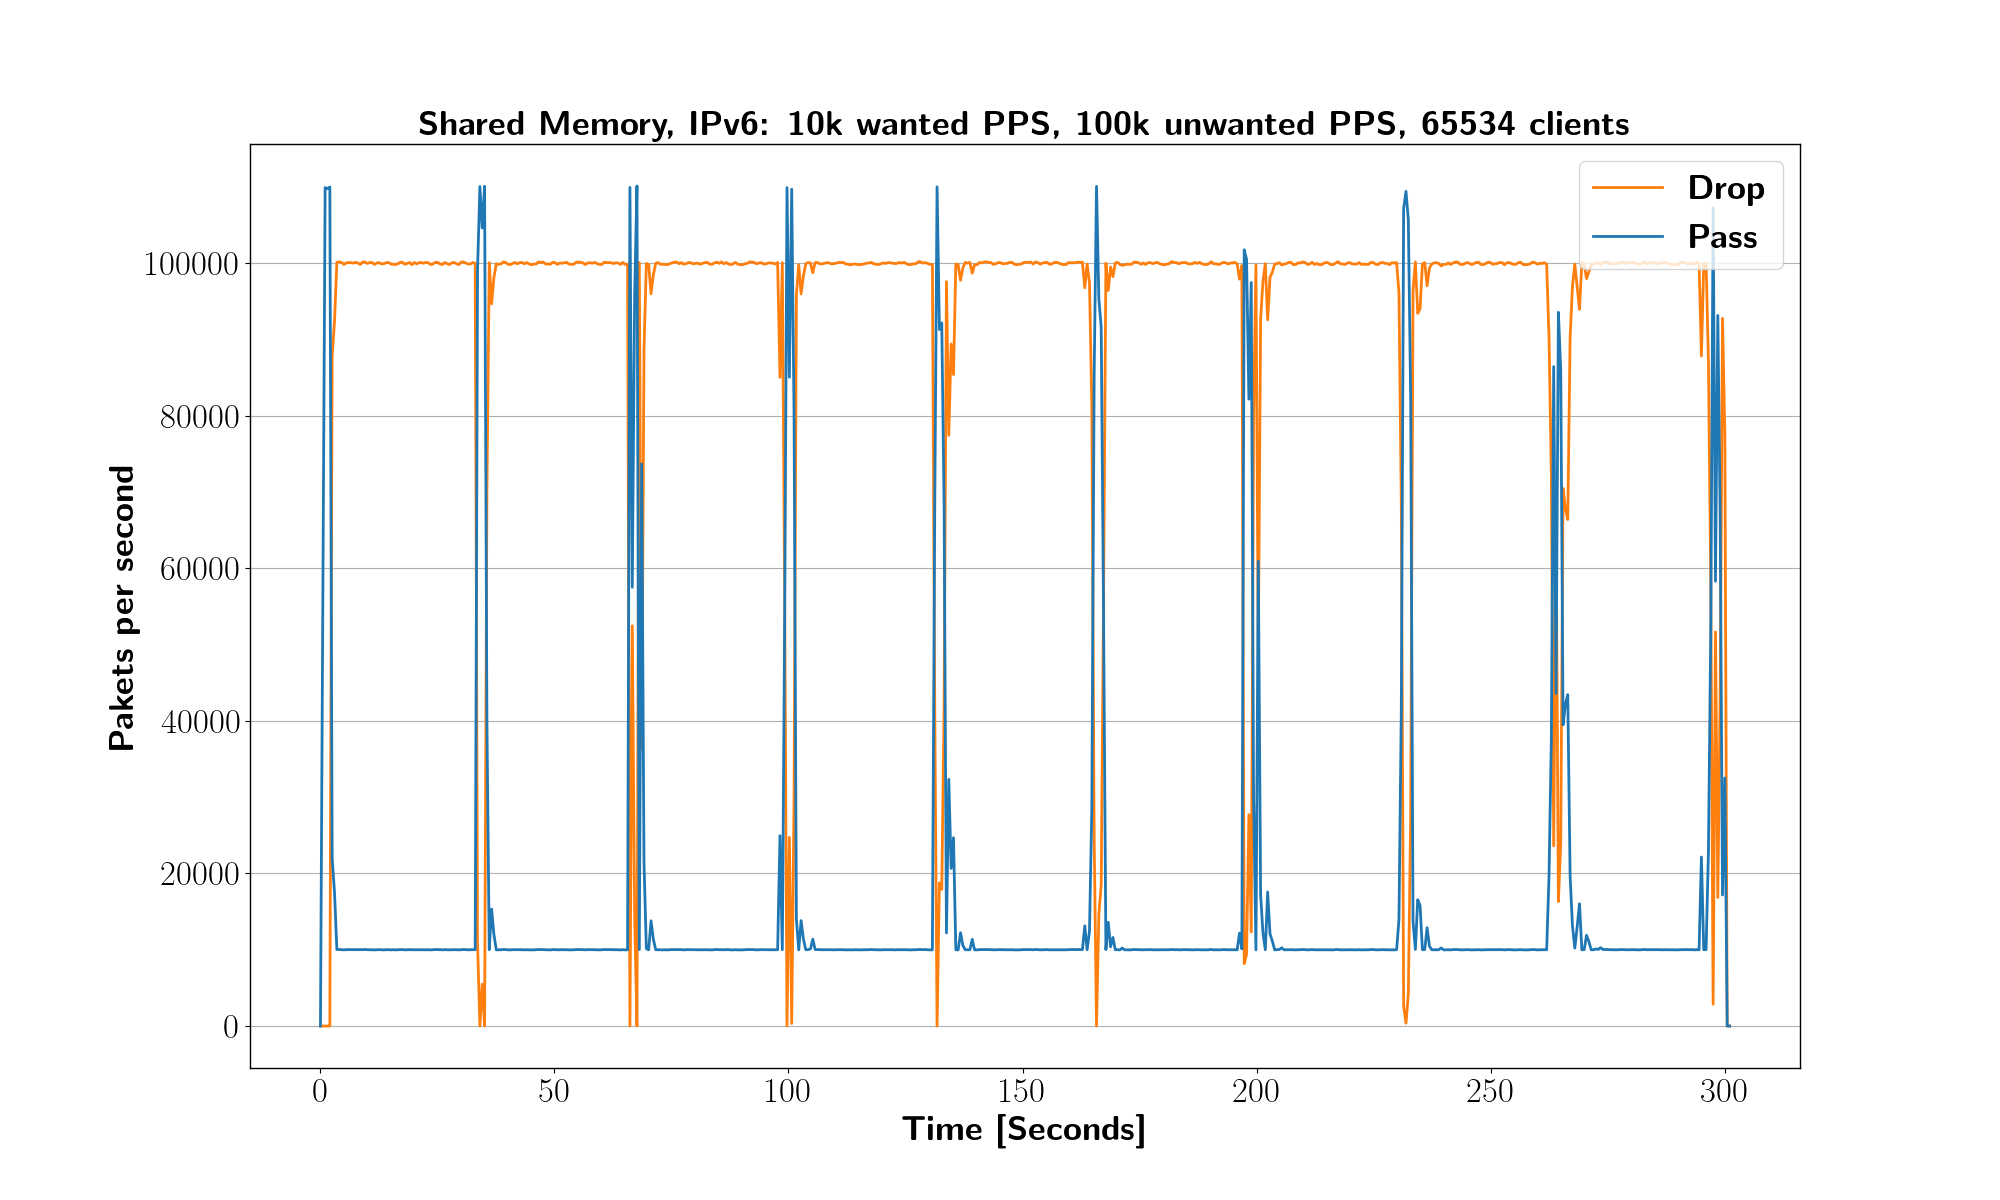 Shared Memory, IPv6: 10k wanted PPS, 100k unwanted PPS, 65534 clients
Drop
Pass
Pakets per second
100000
80000
60000
40000
20000
0
0 50 100 150 200 250 300
Time [Seconds]